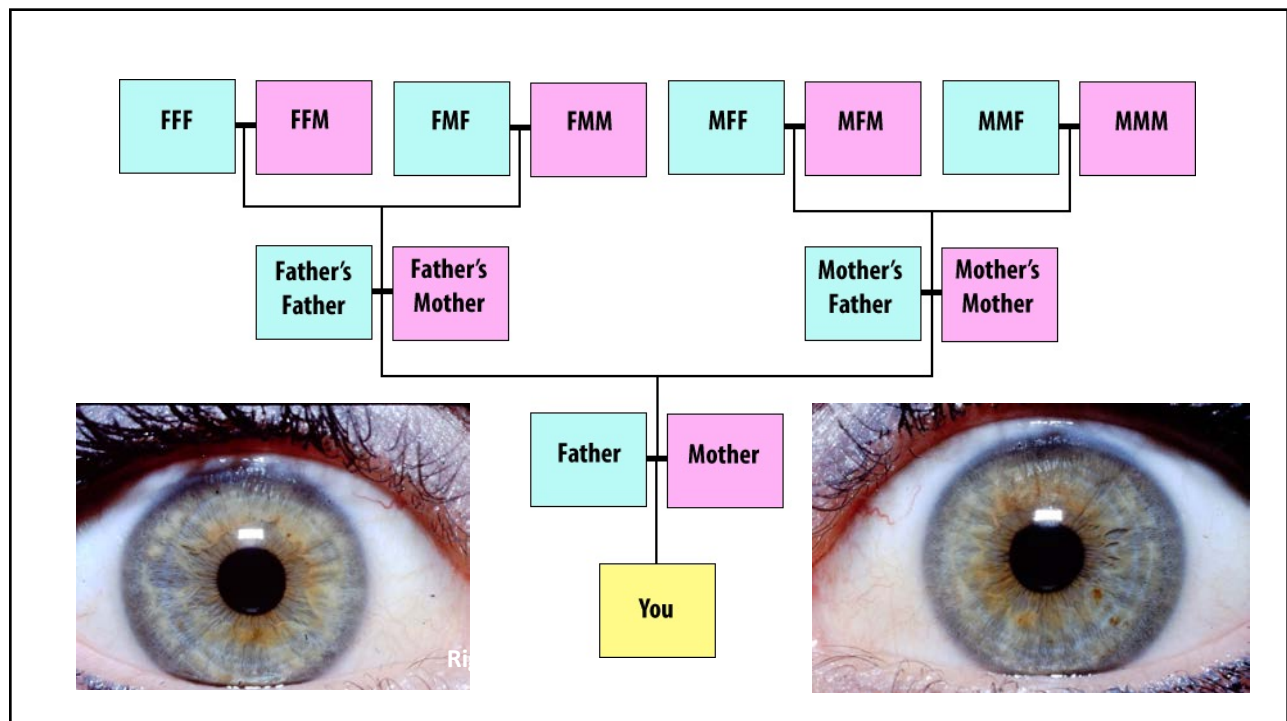 FFF
FFM
FMF
FMM
MFF
MFM
MMF
MMM
Father's
Father
Father's
Mother
Mother's
Father
Mother's
Mother
Father
Mother
You